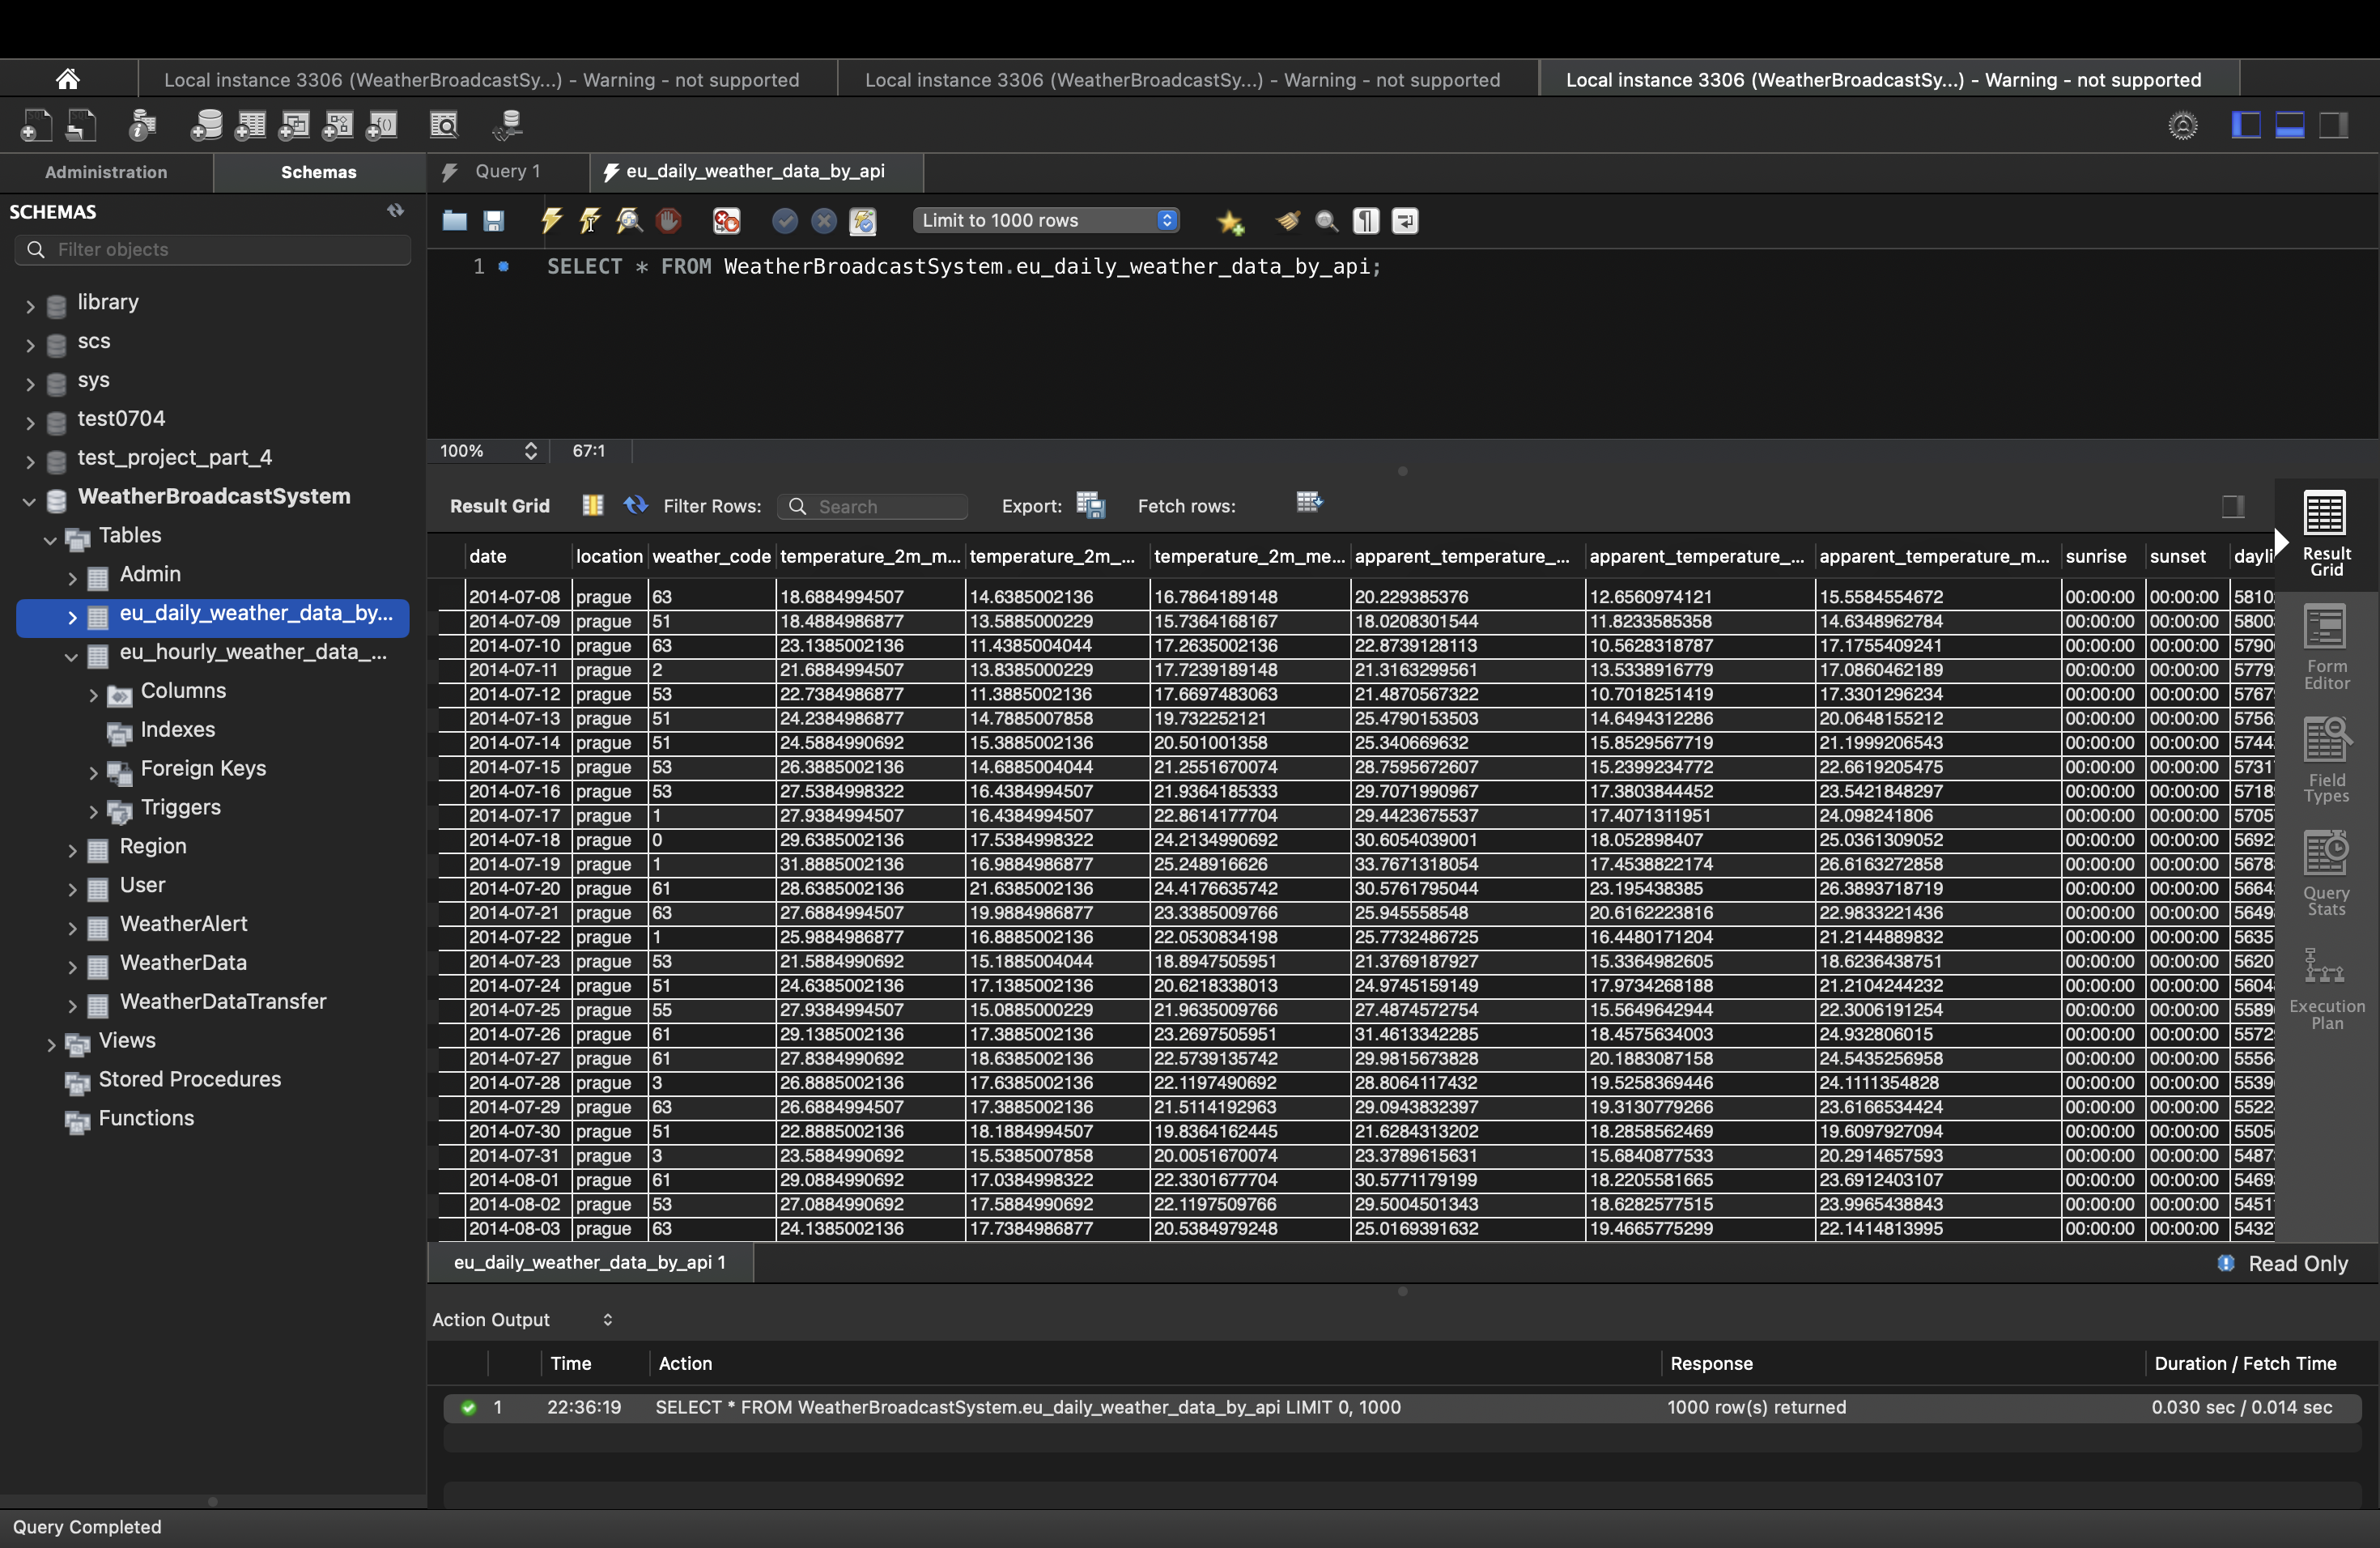 Local instance 3306 (WeatherBroadcastSy...) - Warning - not supported
Local instance 3306 (WeatherBroadcastSy...) - Warning - not supported
Local instance 3306 (WeatherBroadcastSy...) - Warning - not supported
Administration
Schemas
SCHEMAS
Filter objects
library
scs
sys
test0704
test_project_part_4
WeatherBroadcastSystem
Tables
Admin
eu_daily_weather_data_by...
eu_hourly_weather_data_...
Columns
Indexes
Foreign Keys
Triggers
Region
User
WeatherAlert
WeatherData
WeatherDataTransfer
Views
Stored Procedures
Functions
Query 1
eu_daily_weather_data_by_api
Limit to 1000 rows
1 SELECT * FROM WeatherBroadcastSystem.eu_daily_weather_data_by_api;
100% 67:1
Result Grid Filter Rows: Search Export: Fetch rows:
date location weather_code temperature_2m_m... temperature_2m_... temperature_2m_me... apparent_temperature_... apparent_temperature_... apparent_temperature_m... sunrise sunset dayli
2014-07-08 prague 63 18.6884994507 14.6385002136 16.7864189148 20.229385376 12.6560974121 15.5584554672 00:00:00 00:00:00 5810
2014-07-09 prague 51 18.4884986877 13.5885000229 15.7364168167 18.0208301544 11.8233585358 14.6348962784 00:00:00 00:00:00 5800
2014-07-10 prague 63 23.1385002136 11.4385004044 17.2635002136 22.8739128113 10.5628318787 17.1755409241 00:00:00 00:00:00 5790
2014-07-11 prague 2 21.6884994507 13.8385000229 17.7239189148 21.3163299561 13.5338916779 17.0860462189 00:00:00 00:00:00 5779
2014-07-12 prague 53 22.7384986877 11.3885002136 17.6697483063 21.4870567322 10.7018251419 17.3301296234 00:00:00 00:00:00 5767
2014-07-13 prague 51 24.2384986877 14.7885007858 19.732252121 25.4790153503 14.6494312286 20.0648155212 00:00:00 00:00:00 5756
2014-07-14 prague 51 24.5884990692 15.3885002136 20.501001358 25.340669632 15.8529567719 21.1999206543 00:00:00 00:00:00 5744
2014-07-15 prague 53 26.3885002136 14.6885004044 21.2551670074 28.7595672607 15.2399234772 22.6619205475 00:00:00 00:00:00 5731
2014-07-16 prague 53 27.5384998322 16.4384994507 21.9364185333 29.7071990967 17.3803844452 23.5421848297 00:00:00 00:00:00 5718
2014-07-17 prague 1 27.9384994507 16.4384994507 22.8614177704 29.4423675537 17.4071311951 24.098241806 00:00:00 00:00:00 5705
2014-07-18 prague 0 29.6385002136 17.5384998322 24.2134990692 30.6054039001 18.052898407 25.0361309052 00:00:00 00:00:00 5692
2014-07-19 prague 1 31.8885002136 16.9884986877 25.248916626 33.7671318054 17.4538822174 26.6163272858 00:00:00 00:00:00 5678
2014-07-20 prague 61 28.6385002136 21.6385002136 24.4176635742 30.5761795044 23.195438385 26.3893718719 00:00:00 00:00:00 5664
2014-07-21 prague 63 27.6884994507 19.9884986877 23.3385009766 25.945558548 20.6162223816 22.9833221436 00:00:00 00:00:00 5649
2014-07-22 prague 1 25.9884986877 16.8885002136 22.0530834198 25.7732486725 16.4480171204 21.2144889832 00:00:00 00:00:00 5635
2014-07-23 prague 53 21.5884990692 15.1885004044 18.8947505951 21.3769187927 15.3364982605 18.6236438751 00:00:00 00:00:00 5620
2014-07-24 prague 51 24.6385002136 17.1385002136 20.6218338013 24.9745159149 17.9734268188 21.2104244232 00:00:00 00:00:00 5604
2014-07-25 prague 55 27.9384994507 15.0885000229 21.9635009766 27.4874572754 15.5649642944 22.3006191254 00:00:00 00:00:00 5589
2014-07-26 prague 61 29.1385002136 17.3885002136 23.2697505951 31.4613342285 18.4575634003 24.932806015 00:00:00 00:00:00 5572
2014-07-27 prague 61 27.8384990692 18.6385002136 22.5739135742 29.9815673828 20.1883087158 24.5435256958 00:00:00 00:00:00 5556
2014-07-28 prague 3 26.8885002136 17.6385002136 22.1197490692 28.8064117432 19.5258369446 24.1111354828 00:00:00 00:00:00 5539
2014-07-29 prague 63 26.6884994507 17.3885002136 21.5114192963 29.0943832397 19.3130779266 23.6166534424 00:00:00 00:00:00 5522
2014-07-30 prague 51 22.8885002136 18.1884994507 19.8364162445 21.6284313202 18.2858562469 19.6097927094 00:00:00 00:00:00 5505
2014-07-31 prague 3 23.5884990692 15.5385007858 20.0051670074 23.3789615631 15.6840877533 20.2914657593 00:00:00 00:00:00 5487
2014-08-01 prague 61 29.0884990692 17.0384998322 22.3301677704 30.5771179199 18.2205581665 23.6912403107 00:00:00 00:00:00 5469
2014-08-02 prague 53 27.0884990692 17.5884990692 22.1197509766 29.5004501343 18.6282577515 23.9965438843 00:00:00 00:00:00 5451
2014-08-03 prague 63 24.1385002136 17.7384986877 20.5384979248 25.0169391632 19.4665775299 22.1414813995 00:00:00 00:00:00 5432
Result
Grid
Form
Editor
Field
Types
Query
Stats
Execution
Plan
eu_daily_weather_data_by_api 1
Read Only
Action Output
Time Action Response Duration / Fetch Time
1 22:36:19 SELECT * FROM WeatherBroadcastSystem.eu_daily_weather_data_by_api LIMIT 0, 1000 1000 row(s) returned 0.030 sec / 0.014 sec
Query Completed